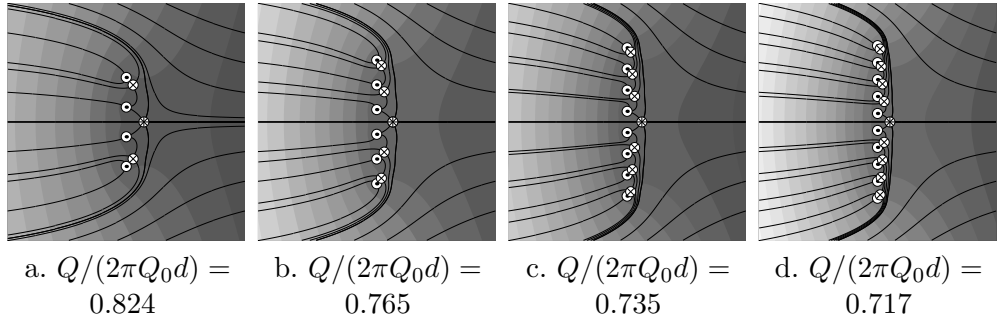 a. Q/(2πQ₀d) =
0.824
b. Q/(2πQ₀d) =
0.765
c. Q/(2πQ₀d) =
0.735
d. Q/(2πQ₀d) =
0.717